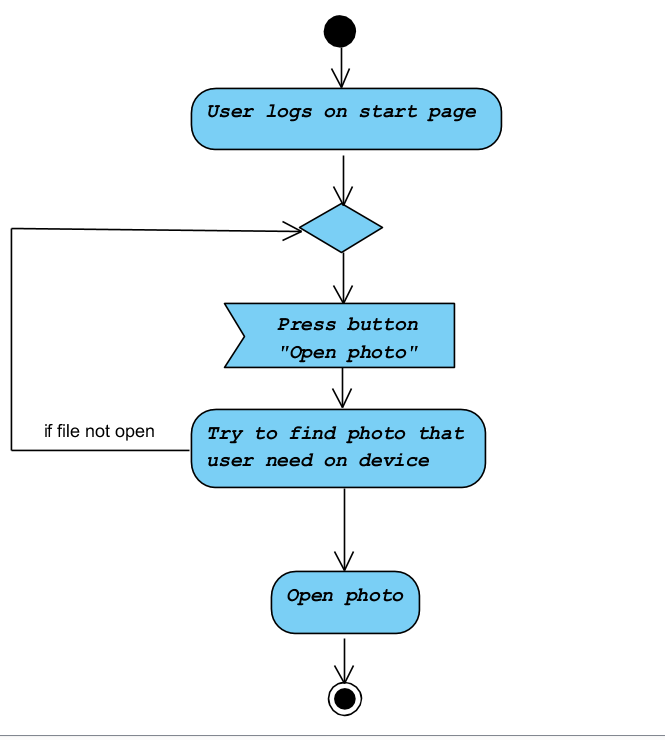 User logs on start page
Press button
"Open photo"
Try to find photo that
user need on device
if file not open
Open photo